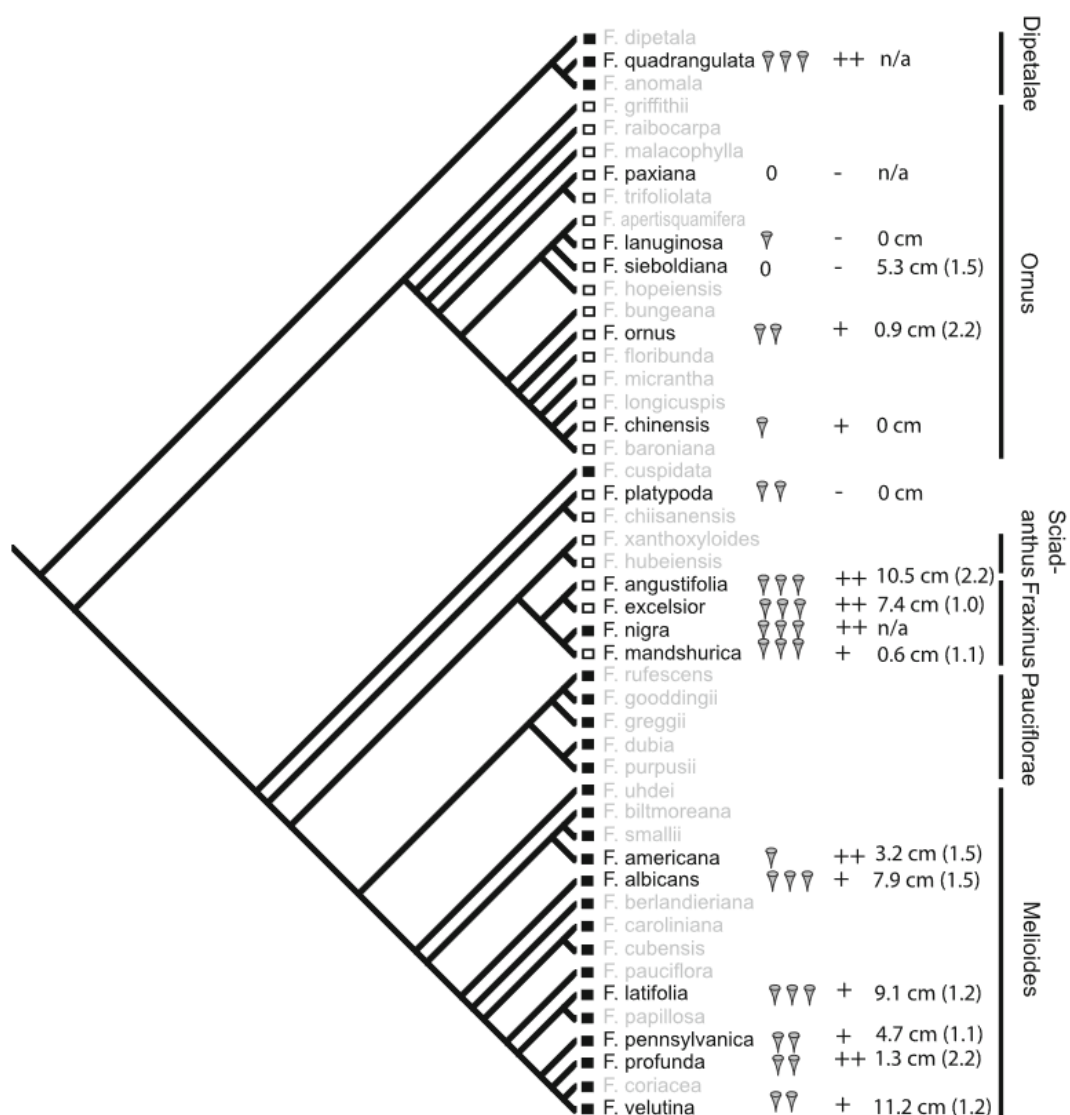 F. dipetala
F. quadrangulata ++ n/a
F. anomala
F. griffithii
F. raibocarpa
F. malacophylla
F. paxiana 0 - n/a
F. trifoliolata
F. apertisquamifera
F. lanuginosa - 0 cm
F. sieboldiana 0 - 5.3 cm (1.5)
F. hopeiensis
F. bungeana
F. ornus + 0.9 cm (2.2)
F. floribunda
F. micrantha
F. longicuspis
F. chinensis + 0 cm
F. baroniana
F. cuspidata
F. platypoda - 0 cm
F. chiisanensis
F. xanthoxyloides
F. hubeiensis
F. angustifolia ++ 10.5 cm (2.2)
F. excelsior ++ 7.4 cm (1.0)
F. nigra ++ n/a
F. mandshurica + 0.6 cm (1.1)
F. rufescens
F. gooddingii
F. greggii
F. dubia
F. purpusii
F. uhdei
F. biltmoreana
F. smallii
F. americana ++ 3.2 cm (1.5)
F. albicans + 7.9 cm (1.5)
F. berlandieriana
F. caroliniana
F. cubensis
F. pauciflora
F. latifolia + 9.1 cm (1.2)
F. papillosa
F. pennsylvanica + 4.7 cm (1.1)
F. profunda ++ 1.3 cm (2.2)
F. coriacea
F. velutina + 11.2 cm (1.2)
Dipetalae
Ornus
Sciad-
anthus
Fraxinus
Pauciflorae
Melioides